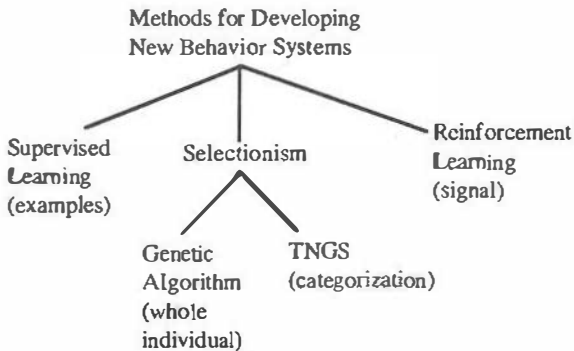 Methods for Developing
New Behavior Systems
Supervised
Learning
(examples)
Selectionism
Reinforcement
Learning
(signal)
Genetic
Algorithm
(whole
individual)
TNGS
(categorization)